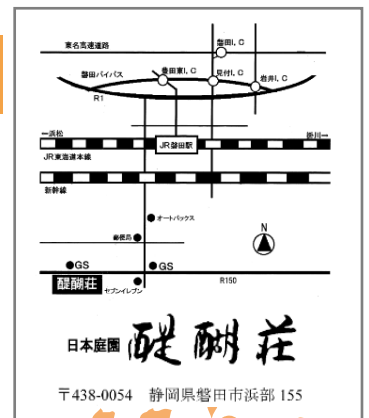 磐田I.C
東名高速道路
磐田バイパス
磐田東I.C
見付I.C
岩井I.C
R1
←浜松
掛川→
JR磐田駅
JR東海道本線
新幹線
オートバックス
郵便局
N
GS
GS
醍醐荘
セブンイレブン
R150
日本庭園 醍醐荘
〒438-0054 静岡県磐田市浜部 155